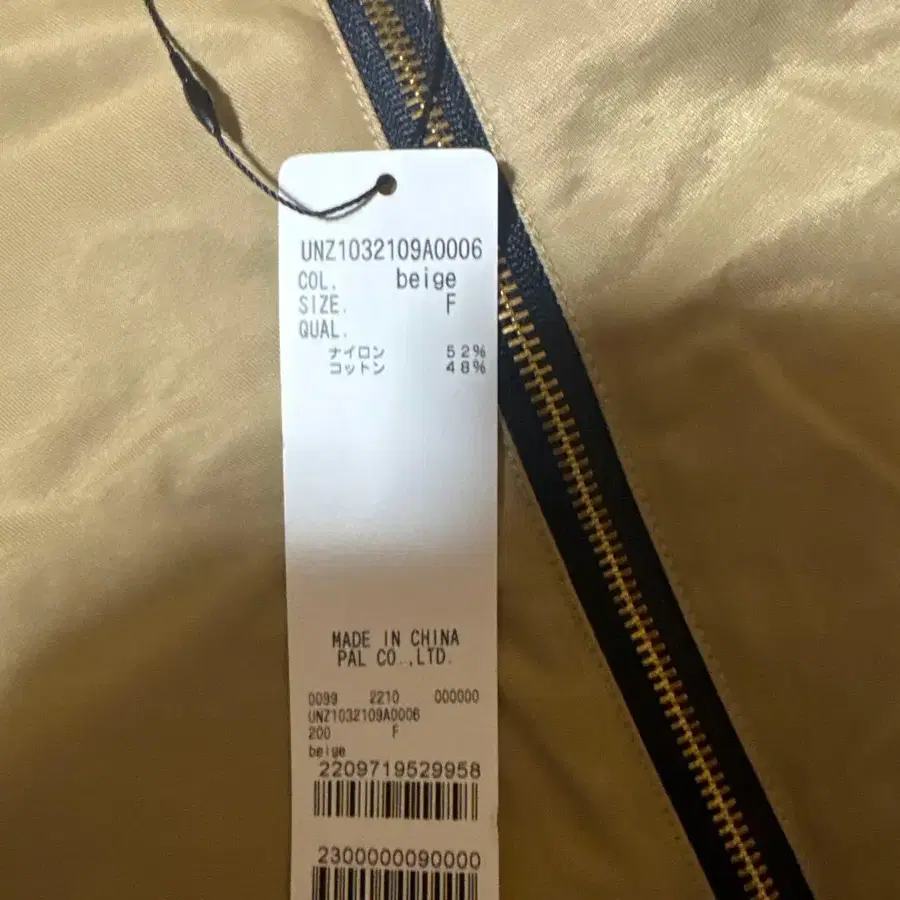 UNZ1032109A0006
COL. beige
SIZE. F
QUAL.
ナイロン 52%
コットン 48%
MADE IN CHINA
PAL CO.,LTD.
0099 2210 000000
UNZ1032109A0006
200 F
beige
2209719529958
2300000090000